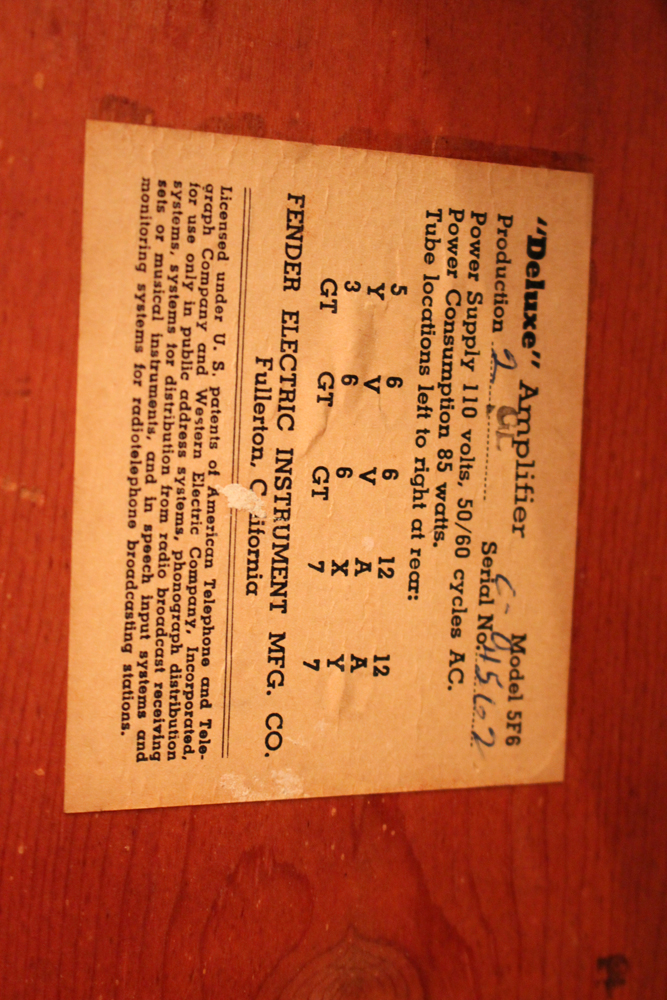 "Deluxe" Amplifier Model 5F6
Production 2 Serial No.
Power Supply 110 volts, 50/60 cycles AC.
Power Consumption 85 watts.
Tube locations left to right at rear:
5 6 6 12 12
Y V V A A
3 6 6 X Y
GT GT GT 7 7
FENDER ELECTRIC INSTRUMENT MFG. CO.
Fullerton, California
Licensed under U. S. patents of American Telephone and Tele-
graph Company and Western Electric Company, Incorporated,
for use only in public address systems, phonograph distribution
systems, systems for distribution from radio broadcast receiving
sets or musical instruments, and in speech input systems and
monitoring systems for radiotelephone broadcasting stations.